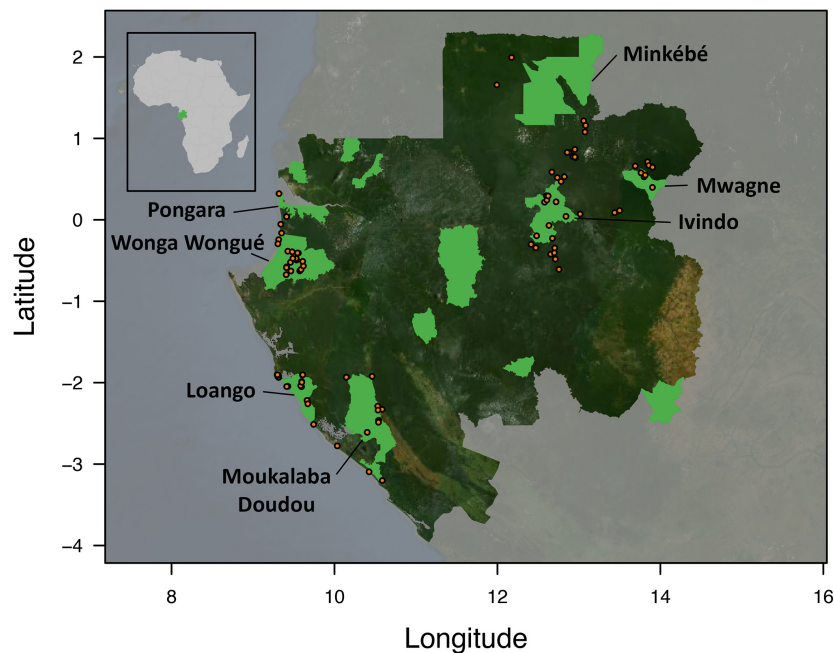 2
1
0
−1
−2
−3
−4
Latitude
Minkébé
Mwagne
Ivindo
Pongara
Wonga Wongué
Loango
Moukalaba
Doudou
8
10
12
14
16
Longitude